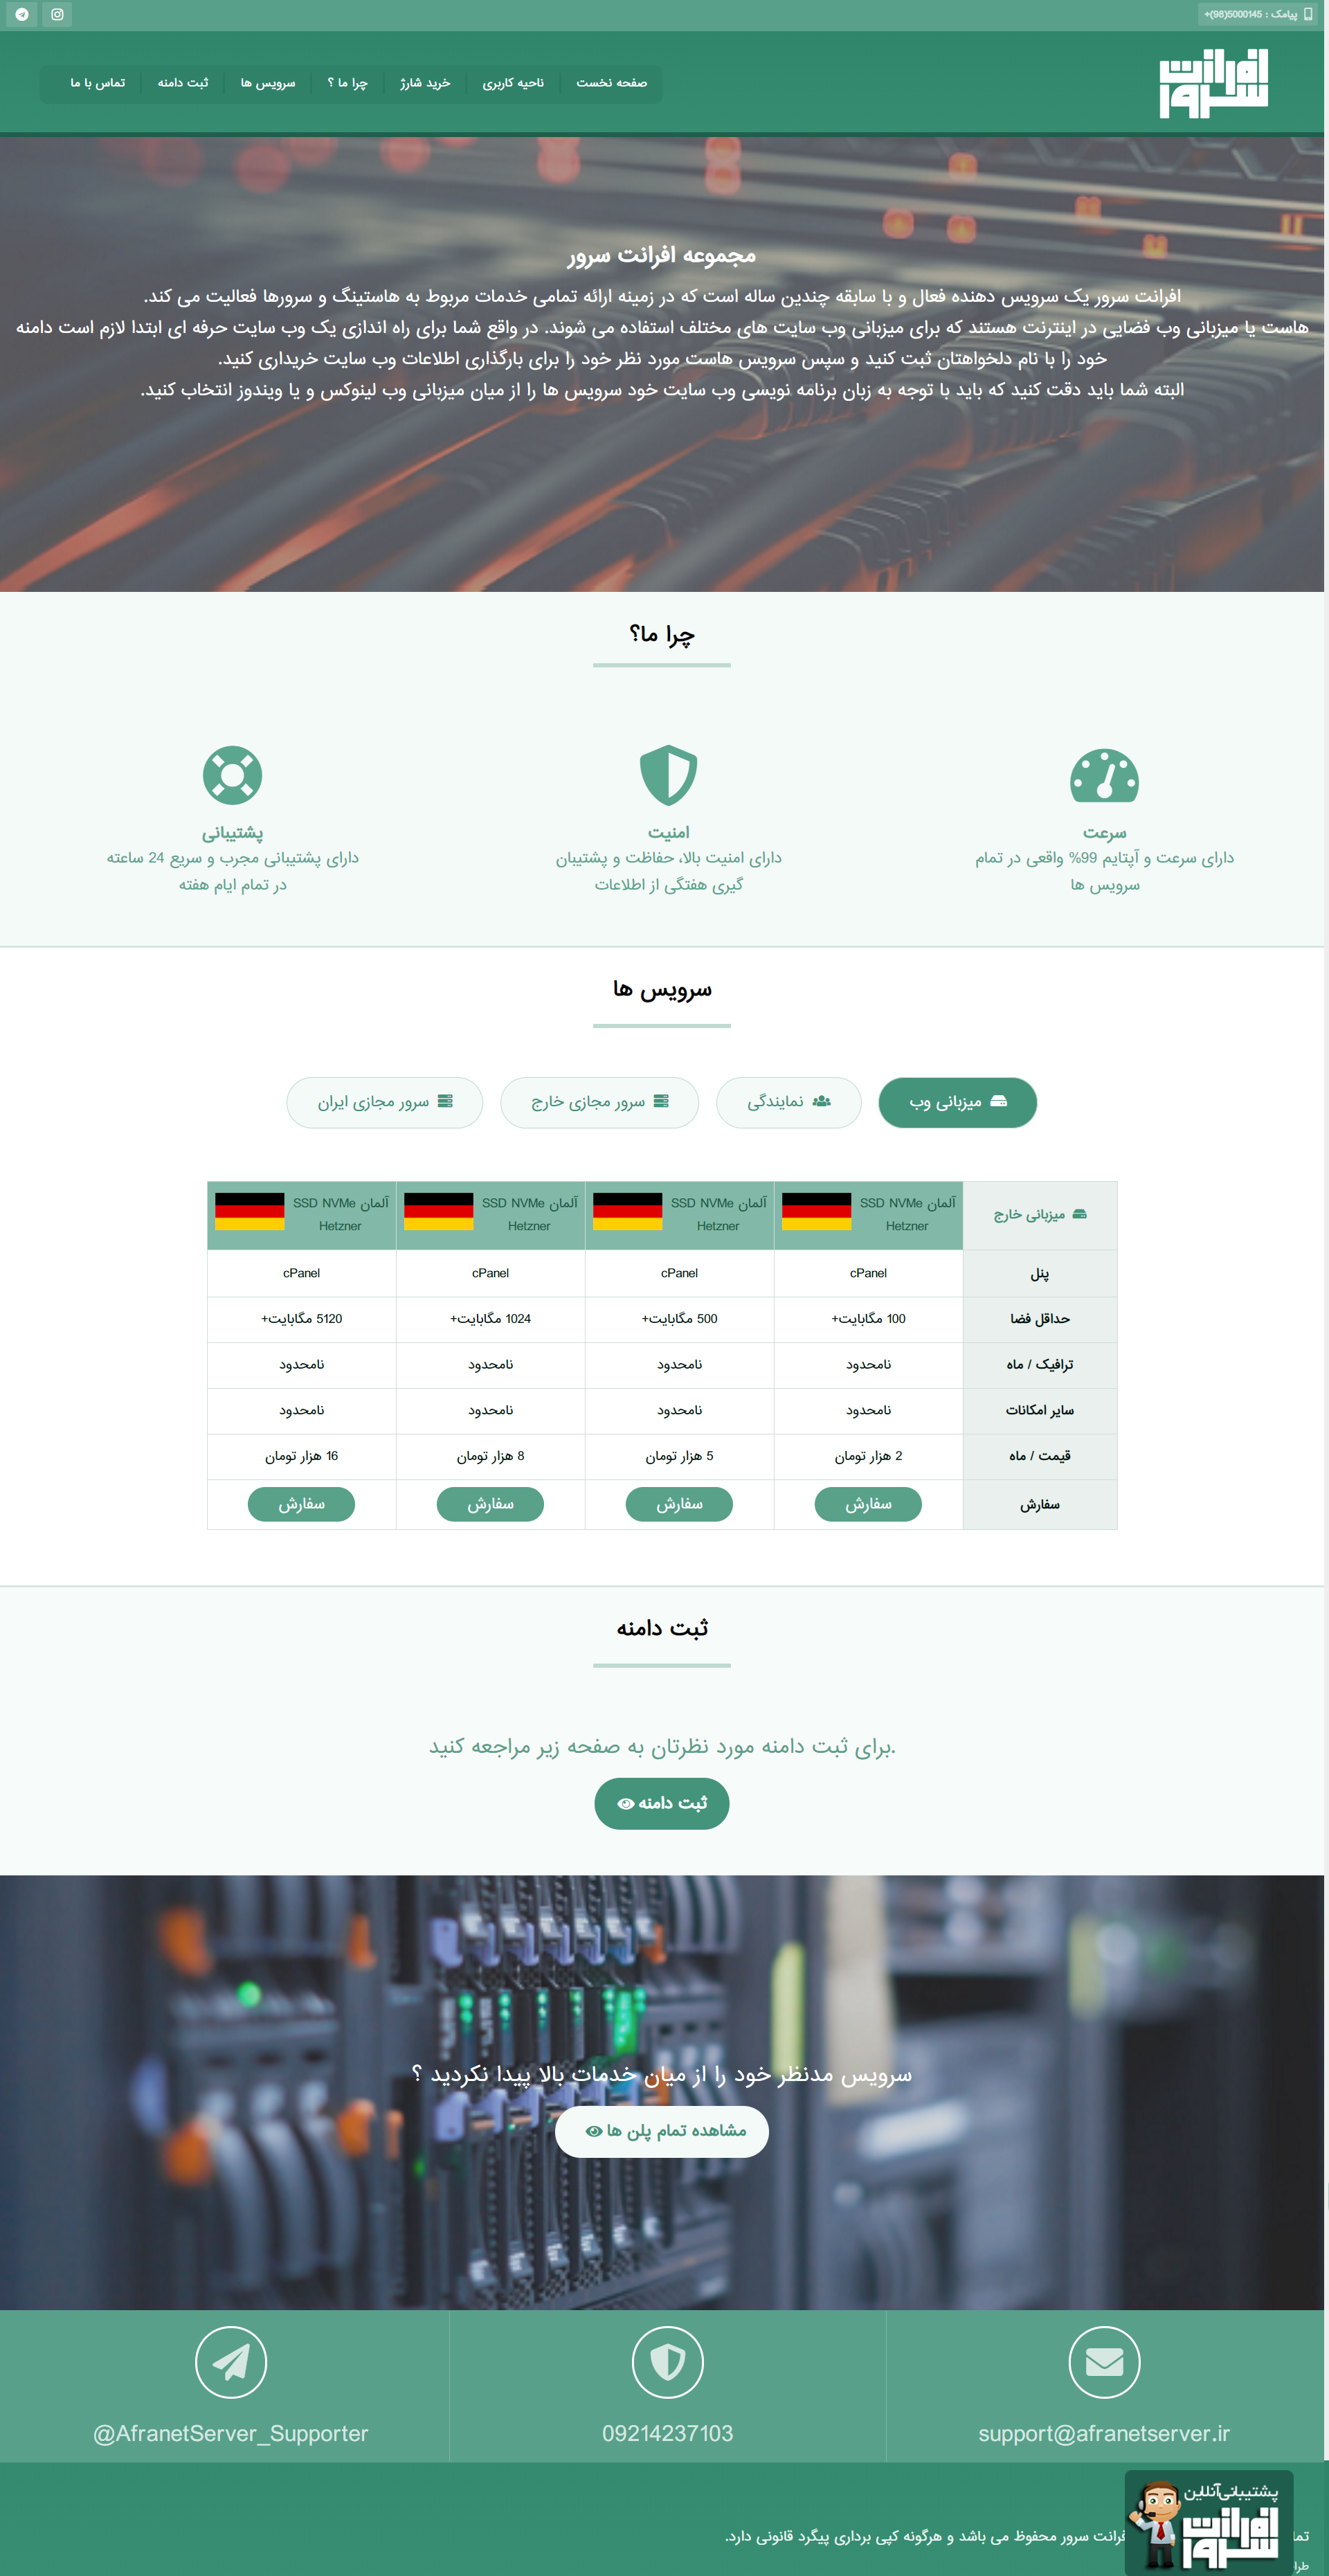 پیامک : 5000145(98)+
افرانت
سرور
صفحه نخست
ناحیه کاربری
خرید شارژ
چرا ما ؟
سرویس ها
ثبت دامنه
تماس با ما
مجموعه افرانت سرور
افرانت سرور یک سرویس دهنده فعال و با سابقه چندین ساله است که در زمینه ارائه تمامی خدمات مربوط به هاستینگ و سرورها فعالیت می کند.
هاست یا میزبانی وب فضایی در اینترنت هستند که برای میزبانی وب سایت های مختلف استفاده می شوند. در واقع شما برای راه اندازی یک وب سایت حرفه ای ابتدا لازم است دامنه
خود را با نام دلخواهتان ثبت کنید و سپس سرویس هاست مورد نظر خود را برای بارگذاری اطلاعات وب سایت خریداری کنید.
البته شما باید دقت کنید که باید با توجه به زبان برنامه نویسی وب سایت خود سرویس ها را از میان میزبانی وب لینوکس و یا ویندوز انتخاب کنید.
چرا ما؟
سرعت
دارای سرعت و آپتایم 99% واقعی در تمام
سرویس ها
امنیت
دارای امنیت بالا، حفاظت و پشتیبان
گیری هفتگی از اطلاعات
پشتیبانی
دارای پشتیبانی مجرب و سریع 24 ساعته
در تمام ایام هفته
سرویس ها
میزبانی وب
نمایندگی
سرور مجازی خارج
سرور مجازی ایران
میزبانی خارج
آلمان SSD NVMe
Hetzner
آلمان SSD NVMe
Hetzner
آلمان SSD NVMe
Hetzner
آلمان SSD NVMe
Hetzner
پنل cPanel cPanel cPanel cPanel
حداقل فضا 100 مگابایت+ 500 مگابایت+ 1024 مگابایت+ 5120 مگابایت+
ترافیک / ماه نامحدود نامحدود نامحدود نامحدود
سایر امکانات نامحدود نامحدود نامحدود نامحدود
قیمت / ماه 2 هزار تومان 5 هزار تومان 8 هزار تومان 16 هزار تومان
سفارش سفارش سفارش سفارش سفارش
ثبت دامنه
.برای ثبت دامنه مورد نظرتان به صفحه زیر مراجعه کنید
ثبت دامنه
سرویس مدنظر خود را از میان خدمات بالا پیدا نکردید ؟
مشاهده تمام پلن ها
support@afranetserver.ir
09214237103
@AfranetServer_Supporter
پشتیبانی آنلاین
افرانت
سرور
فرانت سرور محفوظ می باشد و هرگونه کپی برداری پیگرد قانونی دارد.